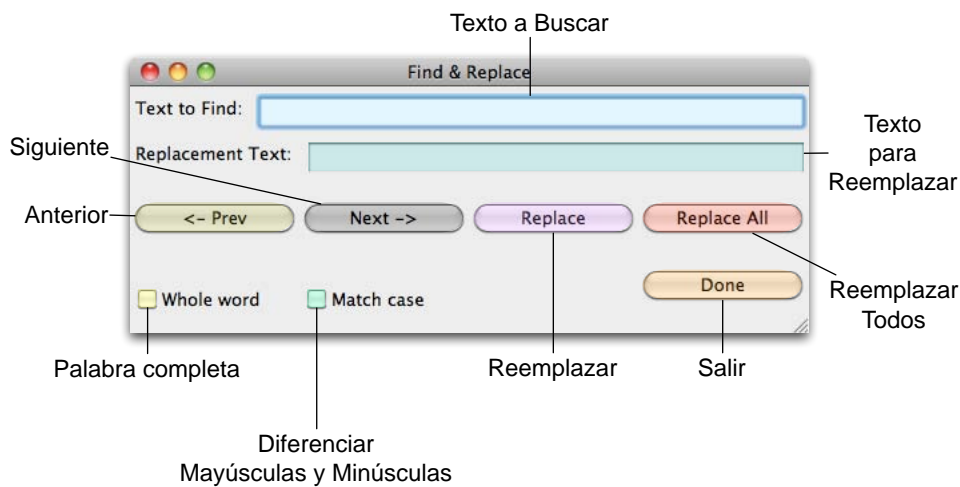 Texto a Buscar
Find & Replace
Text to Find:
Siguiente
Replacement Text:
Texto
para
Reemplazar
Anterior
<- Prev
Next ->
Replace
Replace All
Done
Whole word
Match case
Reemplazar
Todos
Palabra completa
Reemplazar
Salir
Diferenciar
Mayúsculas y Minúsculas